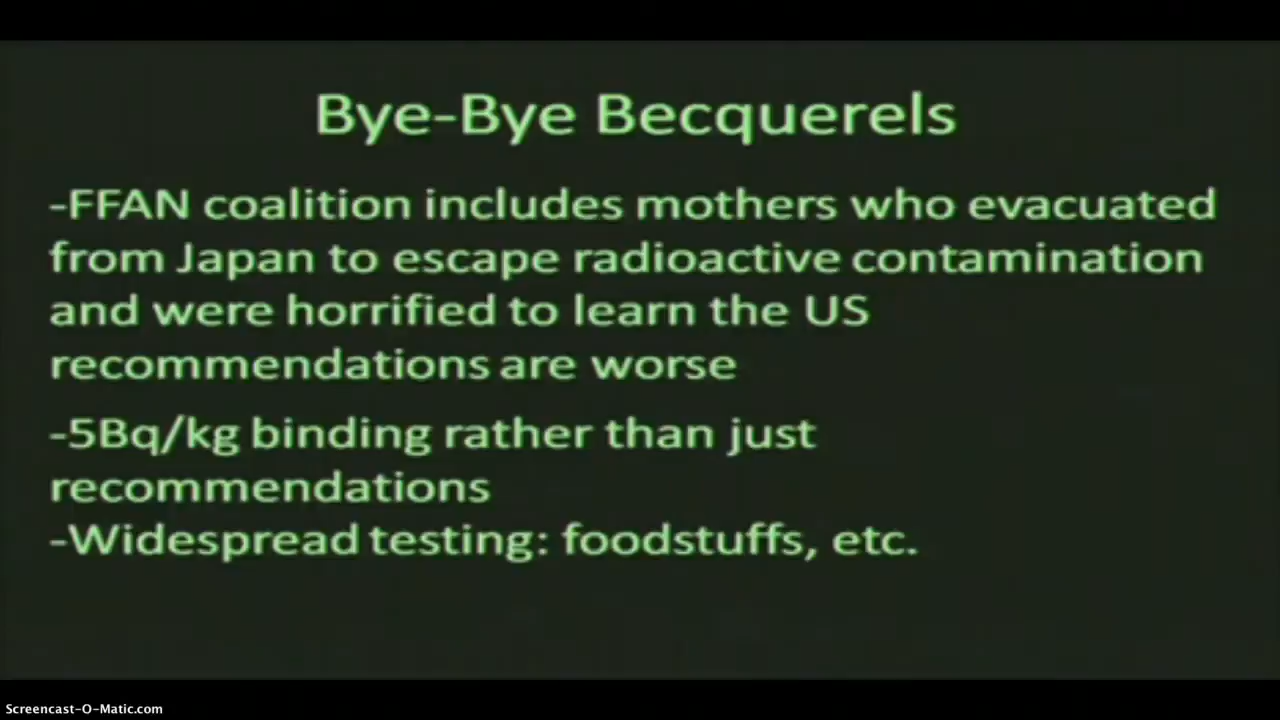 Bye-Bye Becquerels
-FFAN coalition includes mothers who evacuated
from Japan to escape radioactive contamination
and were horrified to learn the US
recommendations are worse
-5Bq/kg binding rather than just
recommendations
-Widespread testing: foodstuffs, etc.
Screencast-O-Matic.com